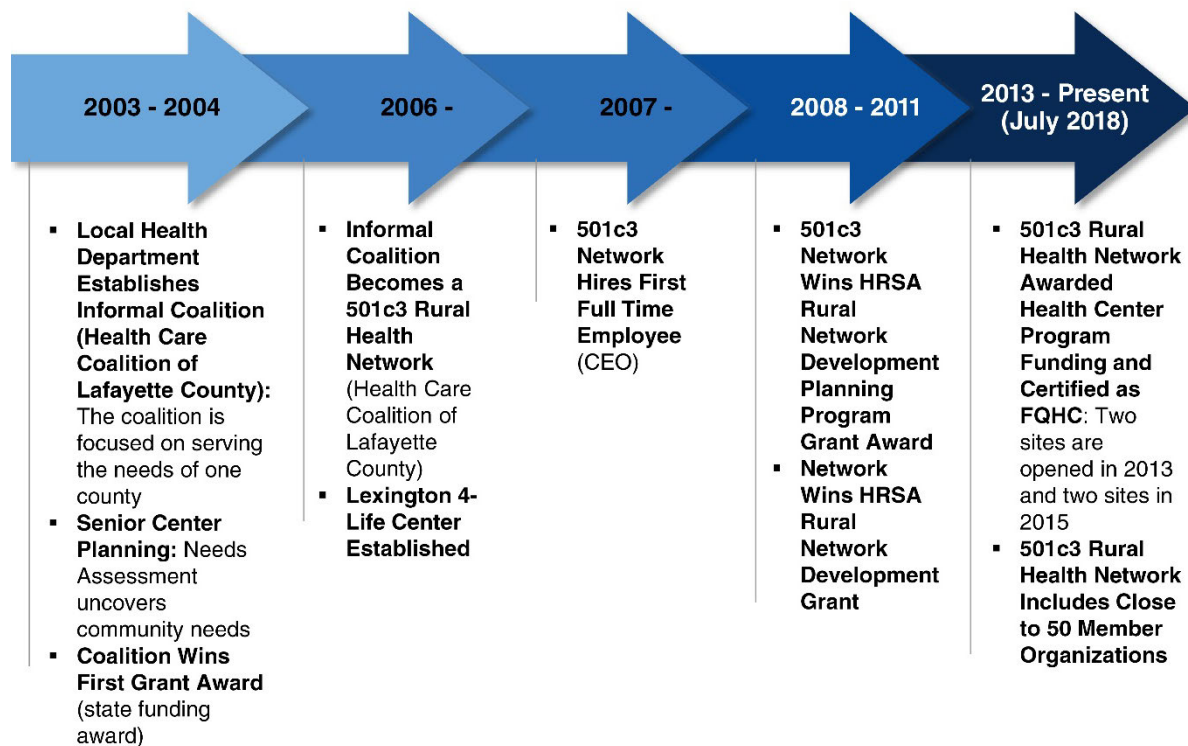 2003 - 2004
2006 -
2007 -
2008 - 2011
2013 - Present
(July 2018)
▪ Local Health
Department
Establishes
Informal Coalition
(Health Care
Coalition of
Lafayette County):
The coalition is
focused on serving
the needs of one
county
▪ Senior Center
Planning: Needs
Assessment
uncovers
community needs
▪ Coalition Wins
First Grant Award
(state funding
award)
▪ Informal
Coalition
Becomes a
501c3 Rural
Health
Network
(Health Care
Coalition of
Lafayette
County)
▪ Lexington 4-
Life Center
Established
▪ 501c3
Network
Hires First
Full Time
Employee
(CEO)
▪ 501c3
Network
Wins HRSA
Rural
Network
Development
Planning
Program
Grant Award
▪ Network
Wins HRSA
Rural
Network
Development
Grant
▪ 501c3 Rural
Health Network
Awarded
Health Center
Program
Funding and
Certified as
FQHC: Two
sites are
opened in 2013
and two sites in
2015
▪ 501c3 Rural
Health Network
Includes Close
to 50 Member
Organizations